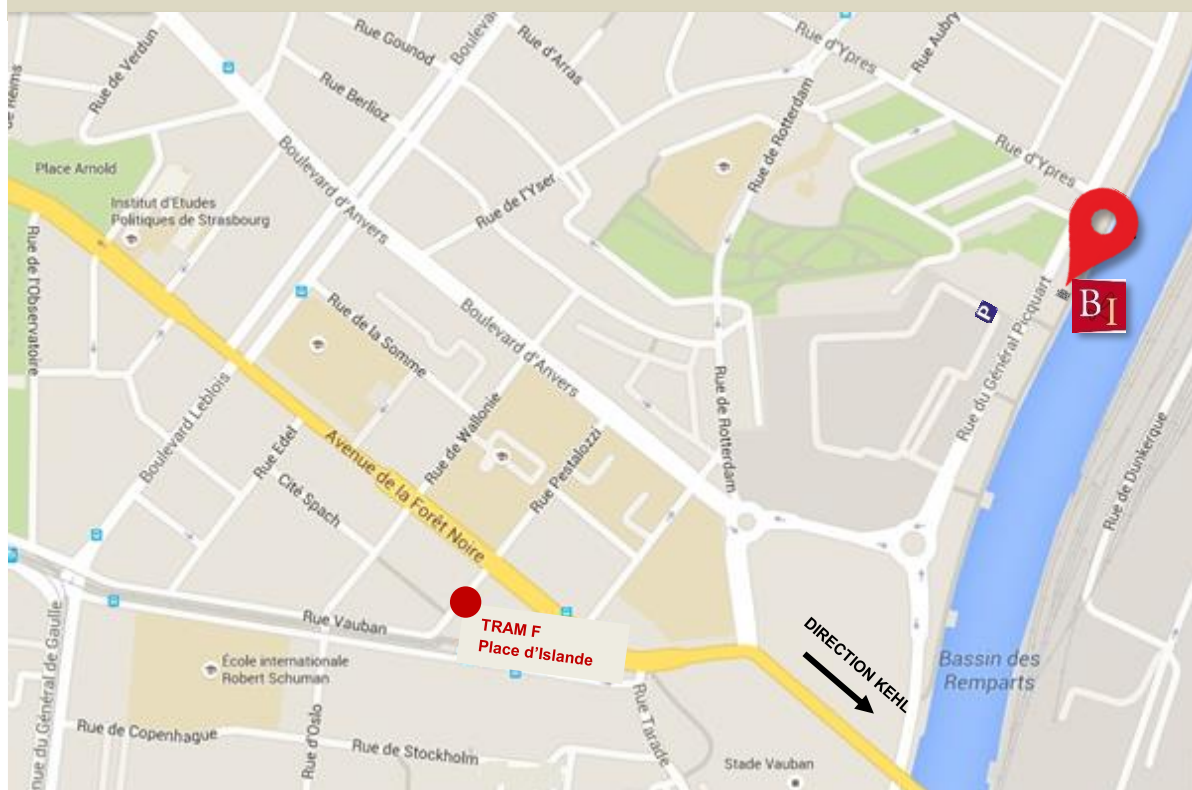 Rue Gounod
Boulevard
Rue d'Arras
Rue d'Ypres
Rue Aubry
Rue de Verdun
de Reims
Rue Berlioz
Rue de Rotterdam
Boulevard d'Anvers
Rue d'Ypres
Place Arnold
Institut d'Etudes
Politiques de Strasbourg
Rue de l'Yser
Rue de l'Observatoire
Rue de la Somme
Boulevard d'Anvers
P
BI
Rue du Général Picquart
Boulevard Leblois
Rue Edel
Rue de Wallonie
Rue Pestalozzi
Rue de Rotterdam
Avenue de la Forêt Noire
Cité Spach
Rue de Dunkerque
nue du Général de Gaulle
Rue Vauban
TRAM F
Place d'Islande
DIRECTION KEHL
Bassin des
Remparts
École internationale
Robert Schuman
Rue d'Oslo
Rue Tarade
Rue de Copenhague
Rue de Stockholm
Stade Vauban